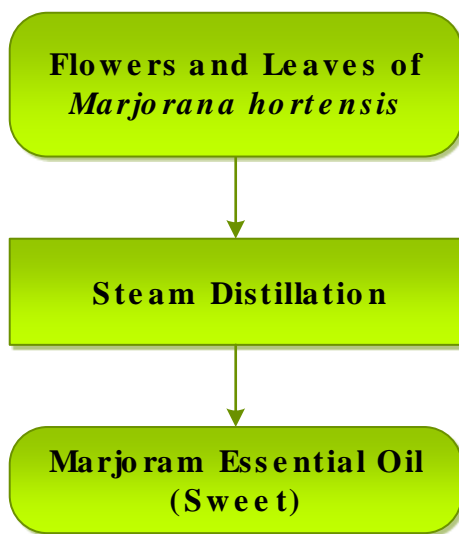 Flowers and Leaves of
Marjorana hortensis
Steam Distillation
Marjoram Essential Oil
(Sweet)